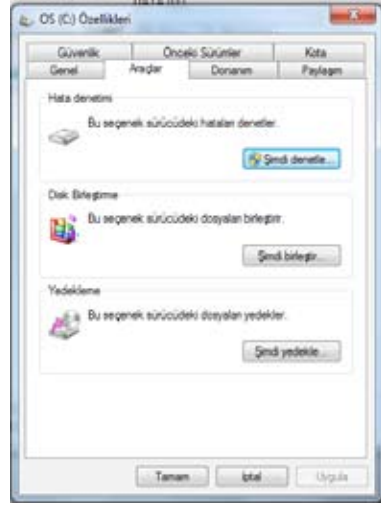 OS (C:) Özellikleri
Güvenlik Önceki Sürümler Kota
Genel Araçlar Donanım Paylaşım
Hata denetimi
Bu seçenek sürücüdeki hataları denetler.
Şimdi denetle...
Disk Birleştirme
Bu seçenek sürücüdeki dosyaları birleştirir.
Şimdi birleştir...
Yedekleme
Bu seçenek sürücüdeki dosyaları yedekler.
Şimdi yedekle...
Tamam İptal Uygula